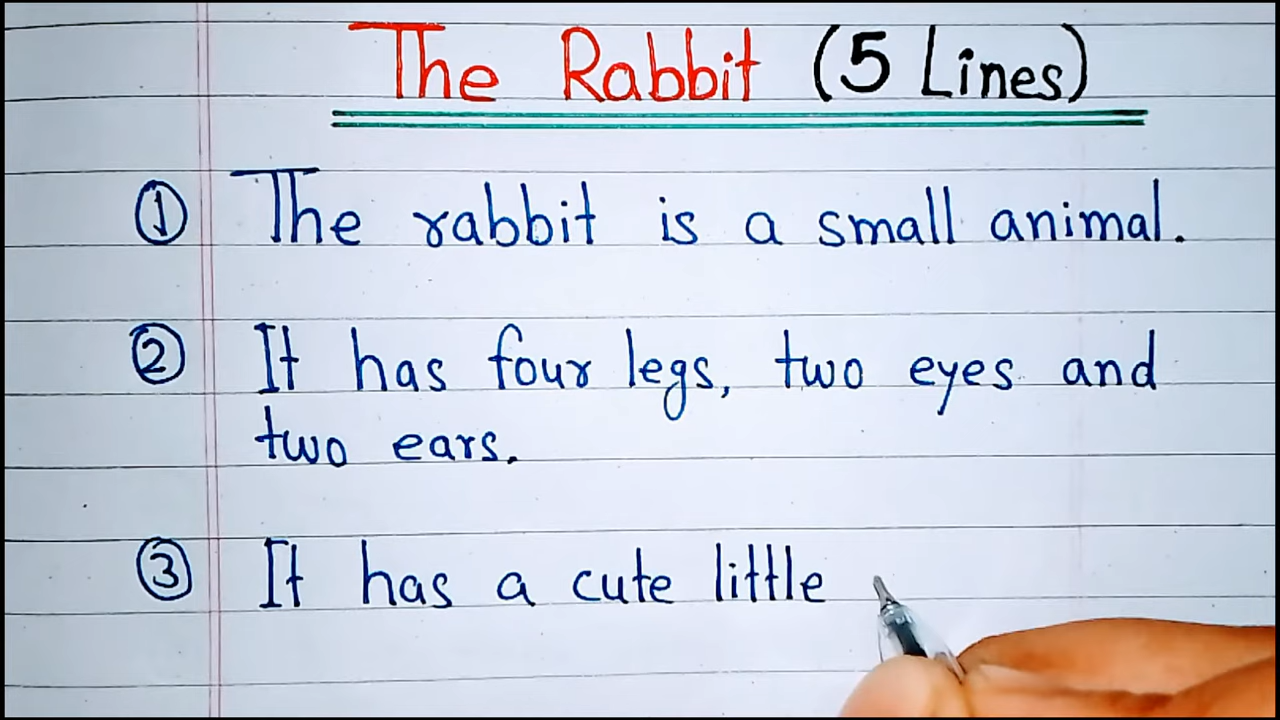 The Rabbit (5 Lines)
① The rabbit is a small animal.
② It has four legs, two eyes and
two ears.
③ It has a cute little